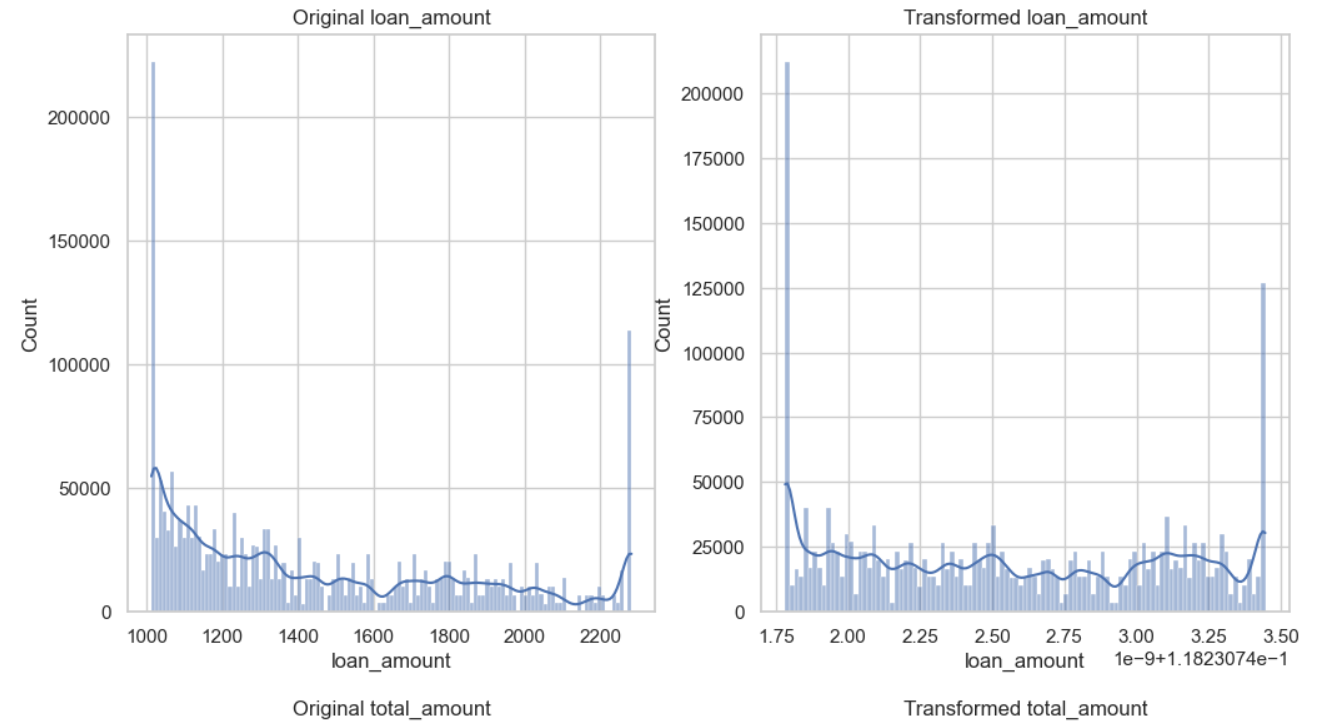 Original loan_amount
Count
200000
150000
100000
50000
0
1000 1200 1400 1600 1800 2000 2200
loan_amount
Transformed loan_amount
Count
200000
175000
150000
125000
100000
75000
50000
25000
0
1.75 2.00 2.25 2.50 2.75 3.00 3.25 3.50
loan_amount
1e−9+1.1823074e−1
Original total_amount
Transformed total_amount